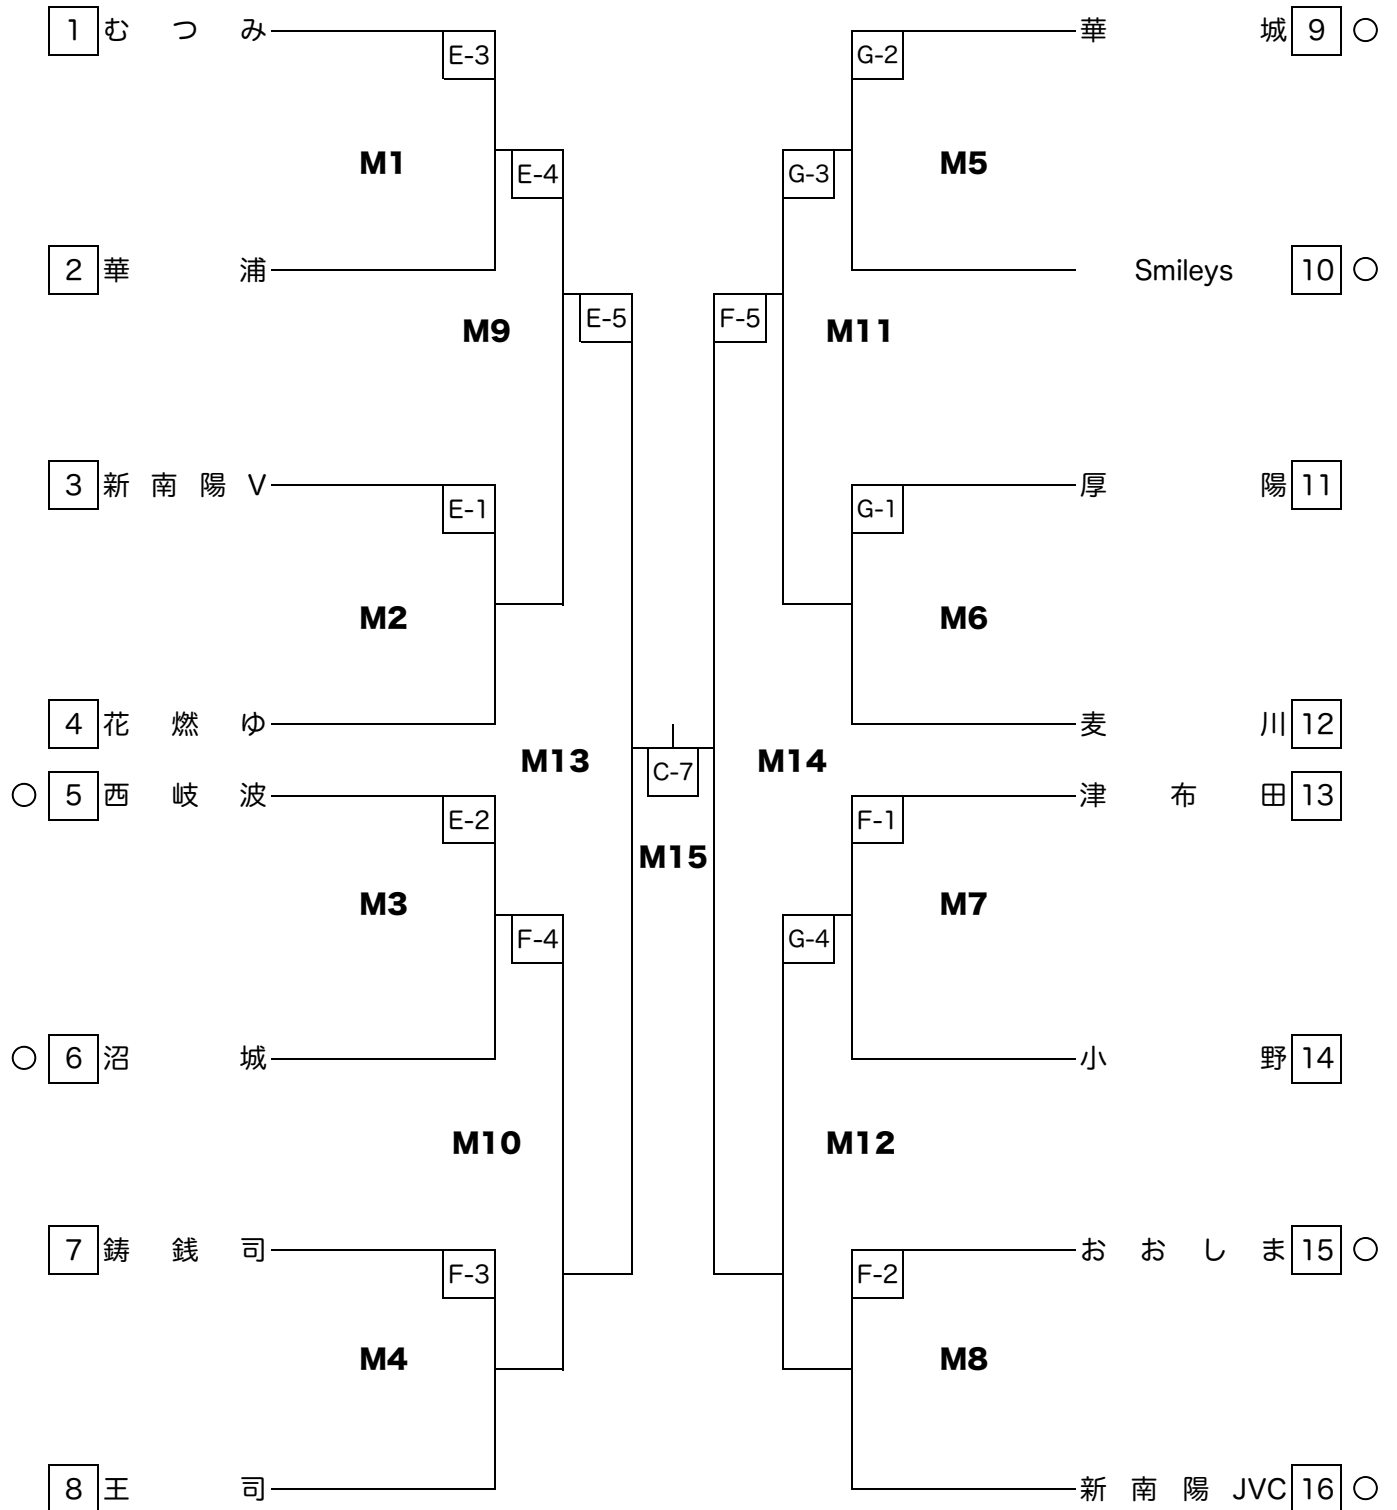 1 むつみ 華城 9 ○
E-3 G-2
M1 E-4 G-3 M5
2 華浦 Smileys 10 ○
M9 E-5 F-5 M11
3 新南陽V 厚陽 11
E-1 G-1
M2 M6
4 花燃ゆ 麦川 12
M13 C-7 M14
○ 5 西岐波 津布田 13
E-2 F-1
M15
M3 M7
F-4 G-4
○ 6 沼城 小野 14
M10 M12
7 鋳銭司 おおしま 15 ○
F-3 F-2
M4 M8
8 王司 新南陽JVC 16 ○